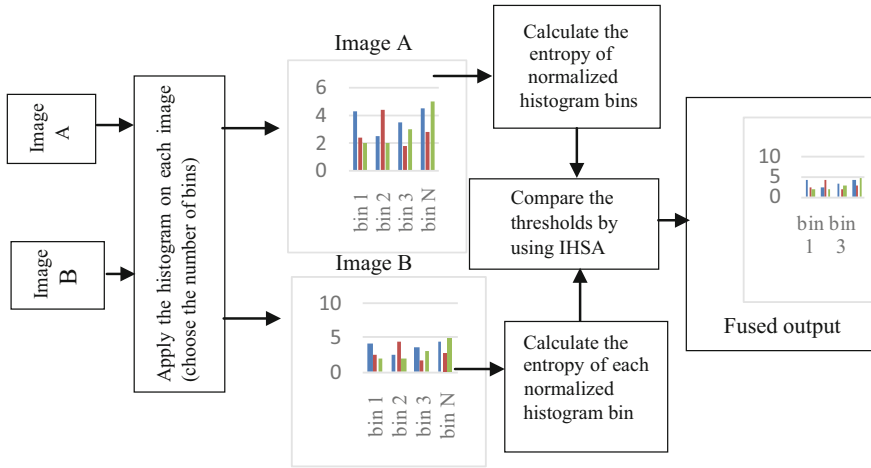 Image
A
Image
B
Apply the histogram on each image
(choose the number of bins)
Image A
6
4
2
0
bin 1
bin 2
bin 3
bin N
Image B
10
5
0
bin 1
bin 2
bin 3
bin N
Calculate the
entropy of
normalized
histogram bins
Compare the
thresholds by
using IHSA
Calculate the
entropy of each
normalized
histogram bin
10
5
0
bin bin
1 3
Fused output